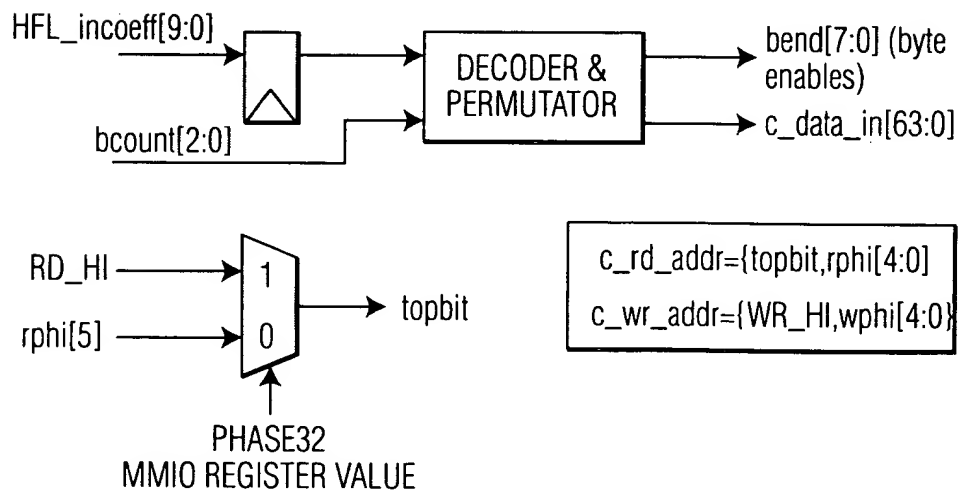 HFL_incoeff[9:0]
bcount[2:0]
DECODER &
PERMUTATOR
bend[7:0] (byte
enables)
c_data_in[63:0]
RD_HI
rphi[5]
1
0
topbit
PHASE32
MMIO REGISTER VALUE
c_rd_addr={topbit,rphi[4:0]
c_wr_addr={WR_HI,wphi[4:0}